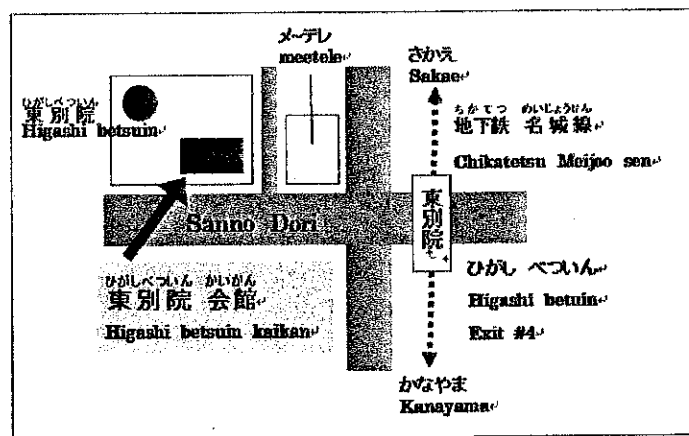 メ~テレ
meetele
さかえ
Sakae
ひがしべついん
東別院
Higashi betsuin
ちかてつ めいじょうせん
地下鉄 名城線
Chikatetsu Meijoo sen
東別院
Sanno Dori
ひがしべついん かいかん
東別院 会館
Higashi betsuin kaikan
ひがし べついん
Higashi betuin
Exit #4
かなやま
Kanayama